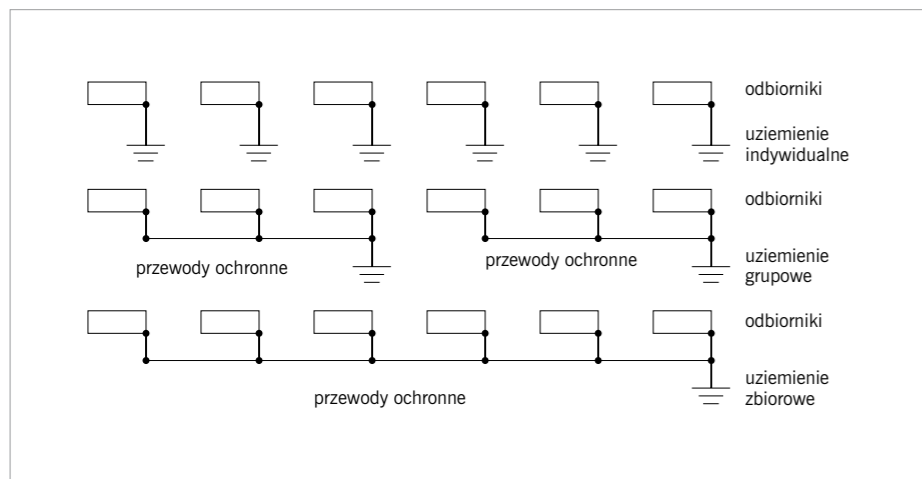 odbiorniki
uziemienie
indywidualne
odbiorniki
przewody ochronne
przewody ochronne
uziemienie
grupowe
odbiorniki
przewody ochronne
uziemienie
zbiorowe